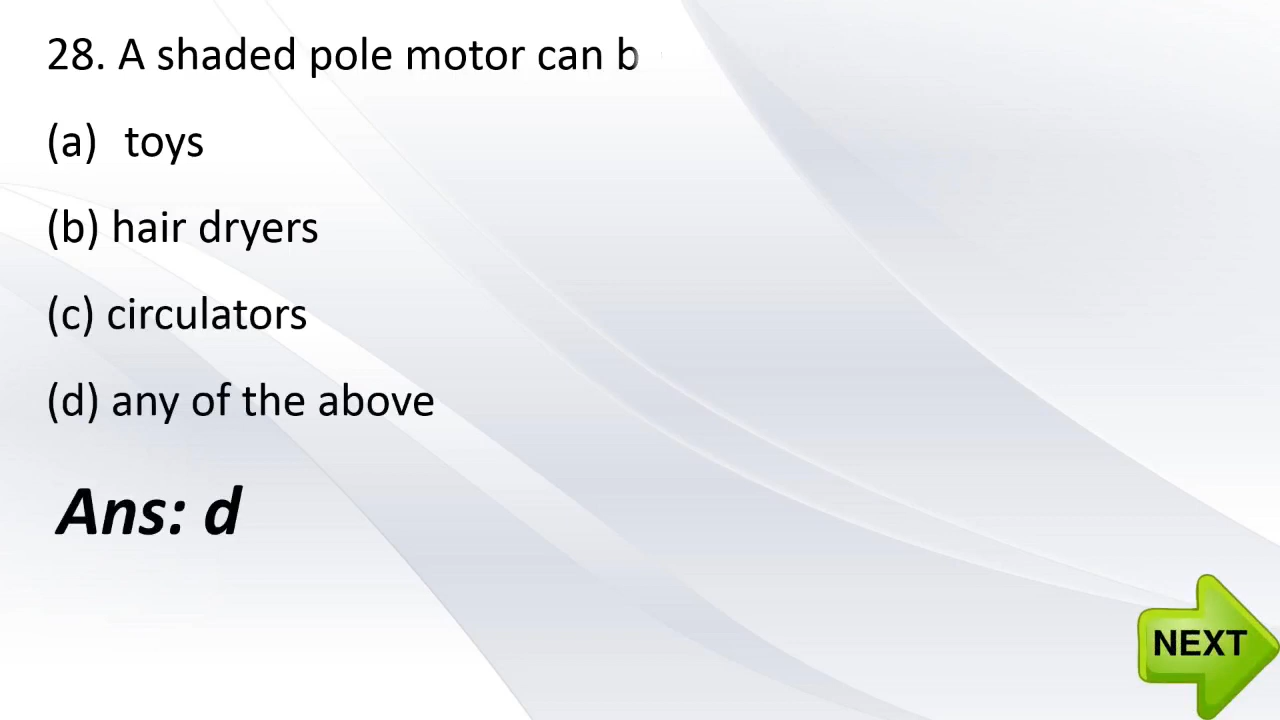 28. A shaded pole motor can b
(a) toys
(b) hair dryers
(c) circulators
(d) any of the above
Ans: d
NEXT